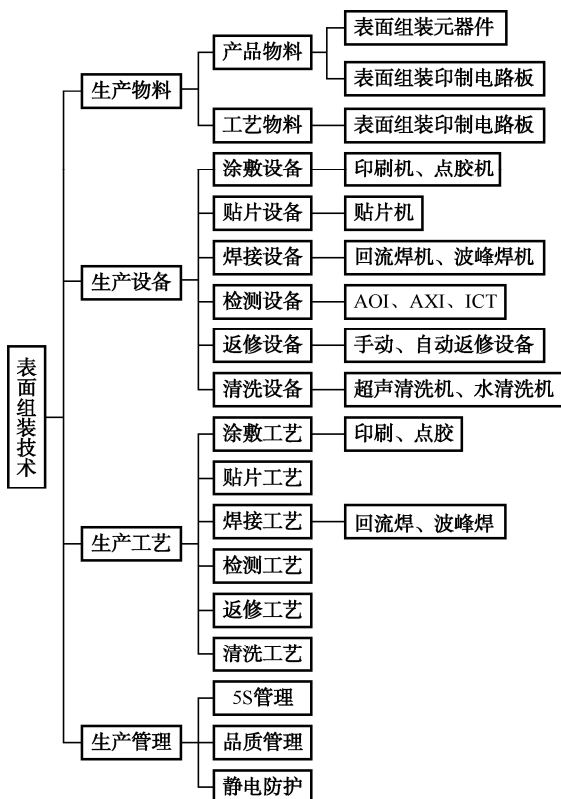 表面组装技术
生产物料
产品物料
表面组装元器件
表面组装印制电路板
工艺物料
表面组装印制电路板
生产设备
涂敷设备
印刷机、点胶机
贴片设备
贴片机
焊接设备
回流焊机、波峰焊机
检测设备
AOI、AXI、ICT
返修设备
手动、自动返修设备
清洗设备
超声清洗机、水清洗机
生产工艺
涂敷工艺
印刷、点胶
贴片工艺
焊接工艺
回流焊、波峰焊
检测工艺
返修工艺
清洗工艺
生产管理
5S管理
品质管理
静电防护